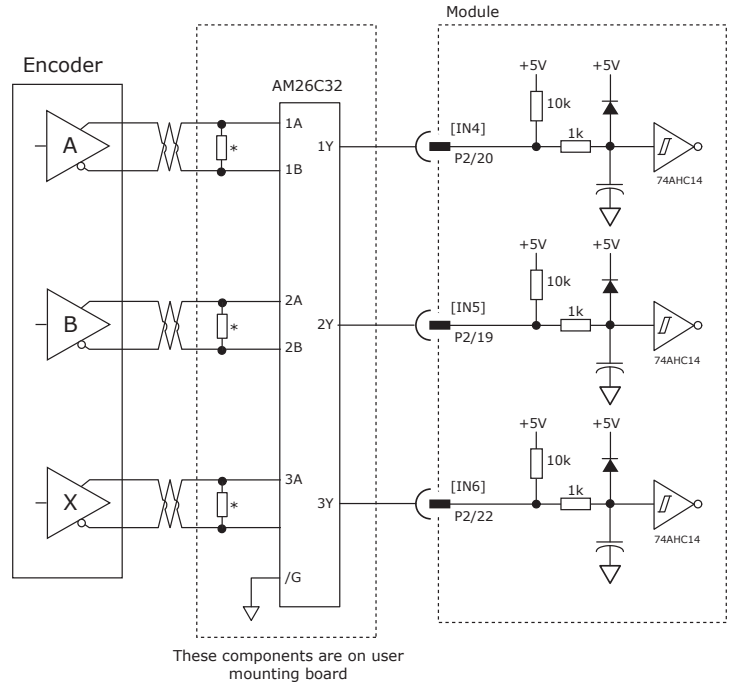 Module
Encoder
AM26C32
A
1A
*
1B
1Y
[IN4]
P2/20
+5V
10k
1k
+5V
74AHC14
B
2A
*
2B
2Y
[IN5]
P2/19
+5V
10k
1k
+5V
74AHC14
X
3A
*
3Y
[IN6]
P2/22
+5V
10k
1k
+5V
74AHC14
/G
These components are on user
mounting board